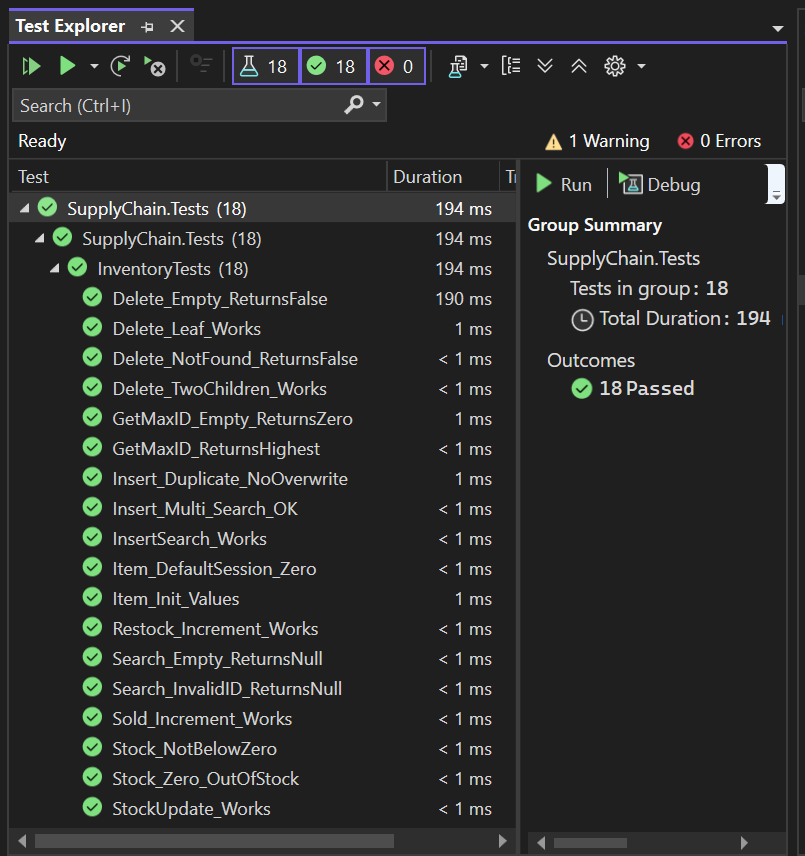 Test Explorer
18 18 0
Search (Ctrl+I)
Ready 1 Warning 0 Errors
Test Duration
SupplyChain.Tests (18) 194 ms
SupplyChain.Tests (18) 194 ms
InventoryTests (18) 194 ms
Delete_Empty_ReturnsFalse 190 ms
Delete_Leaf_Works 1 ms
Delete_NotFound_ReturnsFalse < 1 ms
Delete_TwoChildren_Works < 1 ms
GetMaxID_Empty_ReturnsZero 1 ms
GetMaxID_ReturnsHighest < 1 ms
Insert_Duplicate_NoOverwrite 1 ms
Insert_Multi_Search_OK < 1 ms
InsertSearch_Works < 1 ms
Item_DefaultSession_Zero < 1 ms
Item_Init_Values 1 ms
Restock_Increment_Works < 1 ms
Search_Empty_ReturnsNull < 1 ms
Search_InvalidID_ReturnsNull < 1 ms
Sold_Increment_Works < 1 ms
Stock_NotBelowZero < 1 ms
Stock_Zero_OutOfStock < 1 ms
StockUpdate_Works < 1 ms
Run Debug
Group Summary
SupplyChain.Tests
Tests in group: 18
Total Duration: 194
Outcomes
18 Passed